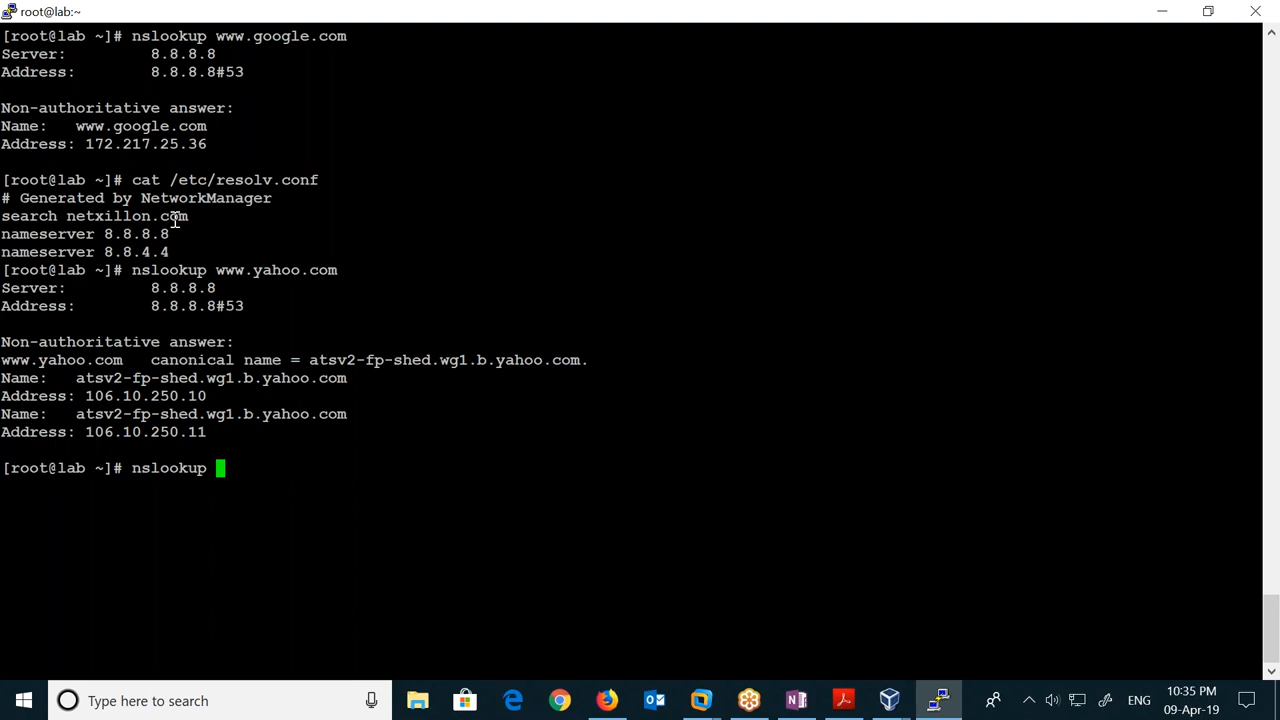 root@lab:~
[root@lab ~]# nslookup www.google.com
Server:         8.8.8.8
Address:        8.8.8.8#53
Non-authoritative answer:
Name:   www.google.com
Address: 172.217.25.36
[root@lab ~]# cat /etc/resolv.conf
# Generated by NetworkManager
search netxillon.com
nameserver 8.8.8.8
nameserver 8.8.4.4
[root@lab ~]# nslookup www.yahoo.com
Server:         8.8.8.8
Address:        8.8.8.8#53
Non-authoritative answer:
www.yahoo.com   canonical name = atsv2-fp-shed.wg1.b.yahoo.com.
Name:   atsv2-fp-shed.wg1.b.yahoo.com
Address: 106.10.250.10
Name:   atsv2-fp-shed.wg1.b.yahoo.com
Address: 106.10.250.11
[root@lab ~]# nslookup
Type here to search
ENG
10:35 PM
09-Apr-19